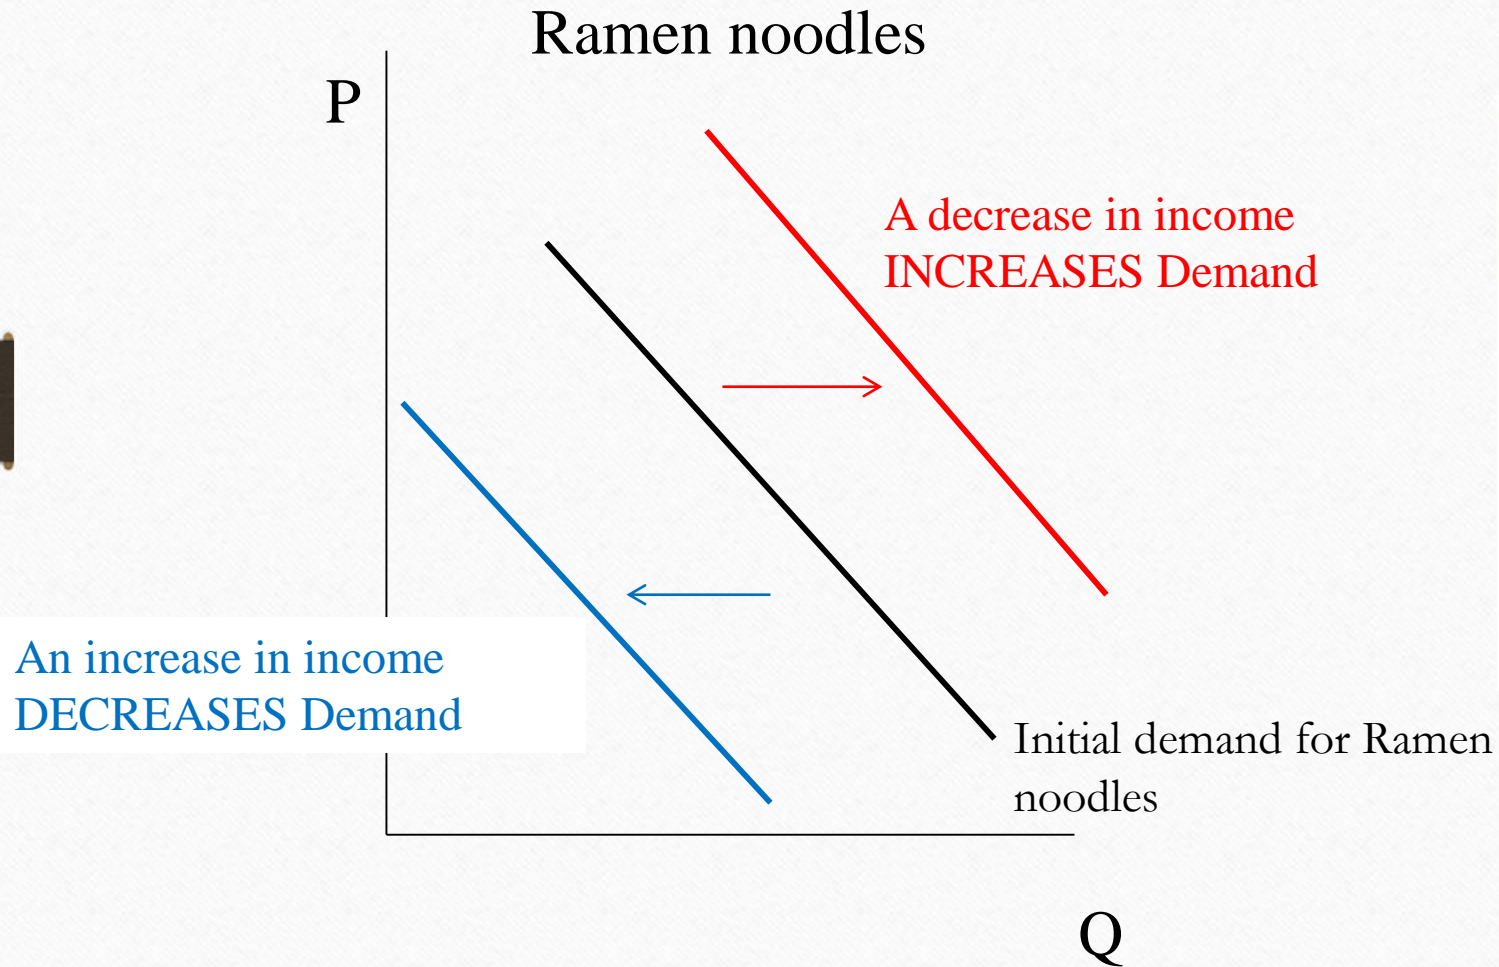 Ramen noodles
P
A decrease in income
INCREASES Demand
An increase in income
DECREASES Demand
Initial demand for Ramen
noodles
Q